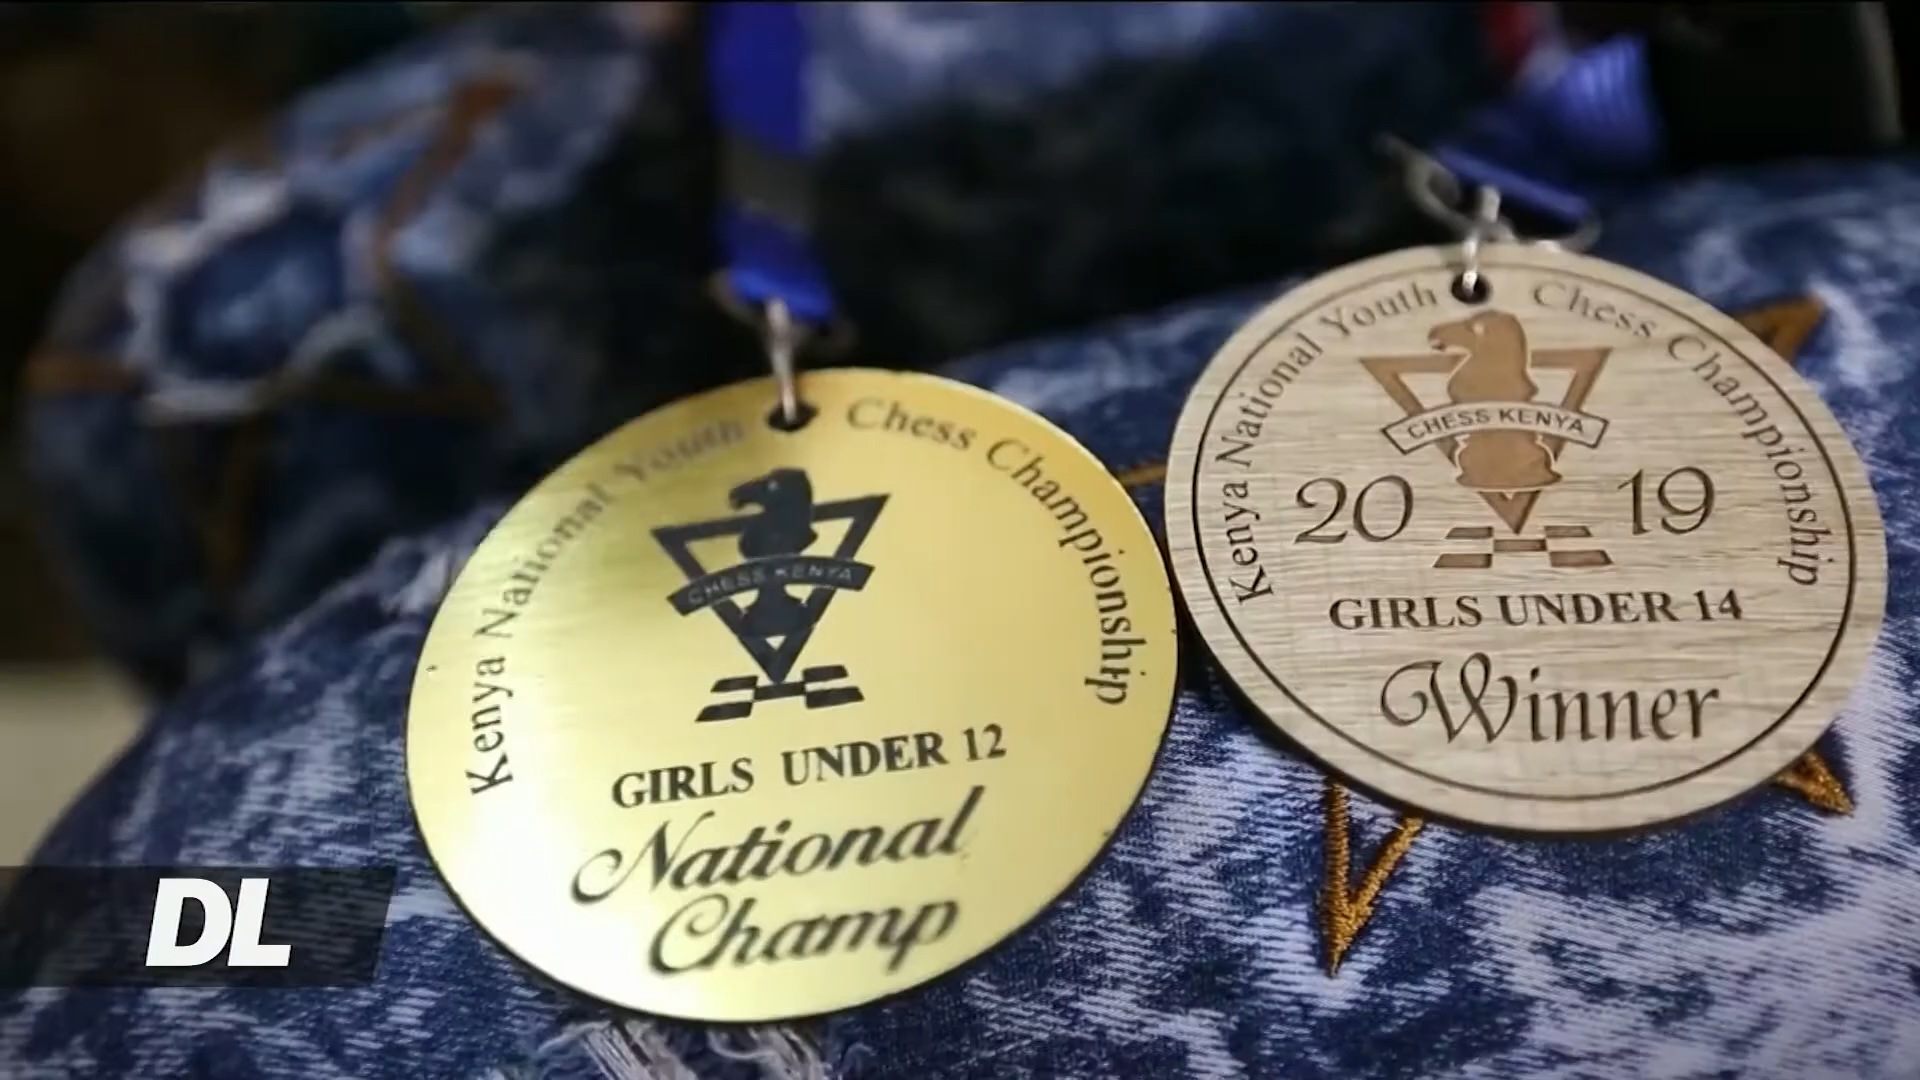 Kenya National Youth Chess Championship
CHESS KENYA
GIRLS UNDER 12
National
Champ
Kenya National Youth Chess Championship
CHESS KENYA
20 19
GIRLS UNDER 14
Winner
DL